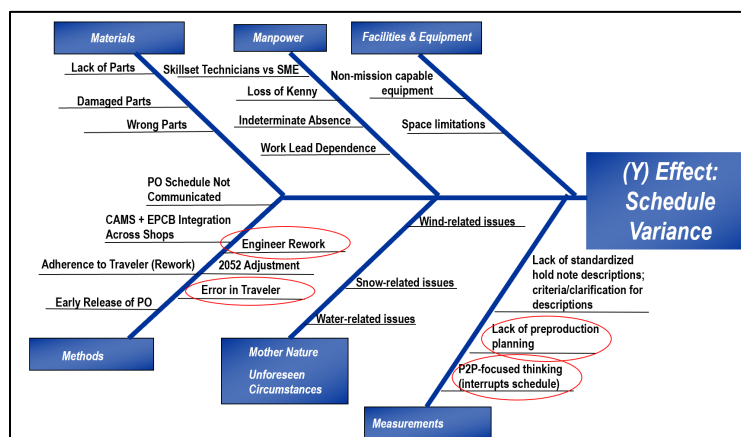 Materials
Manpower
Facilities & Equipment
Lack of Parts
Damaged Parts
Wrong Parts
Skillset Technicians vs SME
Loss of Kenny
Indeterminate Absence
Work Lead Dependence
Non-mission capable
equipment
Space limitations
(Y) Effect:
Schedule
Variance
PO Schedule Not
Communicated
CAMS + EPCB Integration
Across Shops
Engineer Rework
Adherence to Traveler (Rework)
2052 Adjustment
Error in Traveler
Early Release of PO
Methods
Wind-related issues
Snow-related issues
Water-related issues
Mother Nature
Unforeseen
Circumstances
Lack of standardized
hold note descriptions;
criteria/clarification for
descriptions
Lack of preproduction
planning
P2P-focused thinking
(interrupts schedule)
Measurements